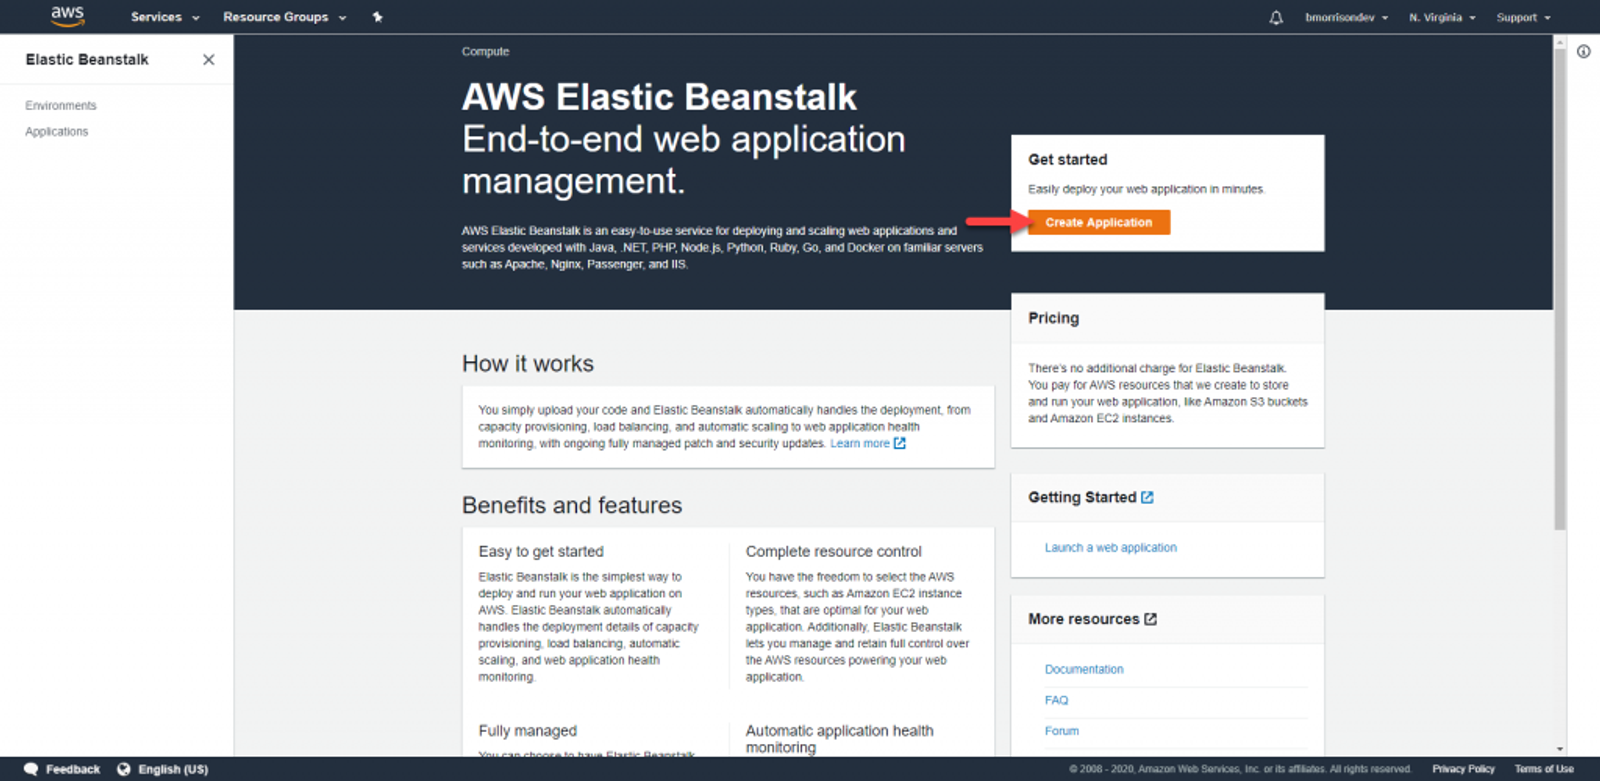 aws Services Resource Groups bmorrisondev N. Virginia Support
Elastic Beanstalk
Environments
Applications
Compute
AWS Elastic Beanstalk
End-to-end web application
management.
AWS Elastic Beanstalk is an easy-to-use service for deploying and scaling web applications and
services developed with Java, .NET, PHP, Node.js, Python, Ruby, Go, and Docker on familiar servers
such as Apache, Nginx, Passenger, and IIS.
Get started
Easily deploy your web application in minutes.
Create Application
Pricing
There's no additional charge for Elastic Beanstalk.
You pay for AWS resources that we create to store
and run your web application, like Amazon S3 buckets
and Amazon EC2 instances.
How it works
You simply upload your code and Elastic Beanstalk automatically handles the deployment, from
capacity provisioning, load balancing, and automatic scaling to web application health
monitoring, with ongoing fully managed patch and security updates. Learn more
Getting Started
Launch a web application
Benefits and features
Easy to get started
Elastic Beanstalk is the simplest way to
deploy and run your web application on
AWS. Elastic Beanstalk automatically
handles the deployment details of capacity
provisioning, load balancing, automatic
scaling, and web application health
monitoring.
Complete resource control
You have the freedom to select the AWS
resources, such as Amazon EC2 instance
types, that are optimal for your web
application. Additionally, Elastic Beanstalk
lets you manage and retain full control over
the AWS resources powering your web
application.
Fully managed
You can choose to have Elastic Beanstalk
Automatic application health
monitoring
More resources
Documentation
FAQ
Forum
Feedback English (US) © 2008 - 2020, Amazon Web Services, Inc. or its affiliates. All rights reserved. Privacy Policy Terms of Use